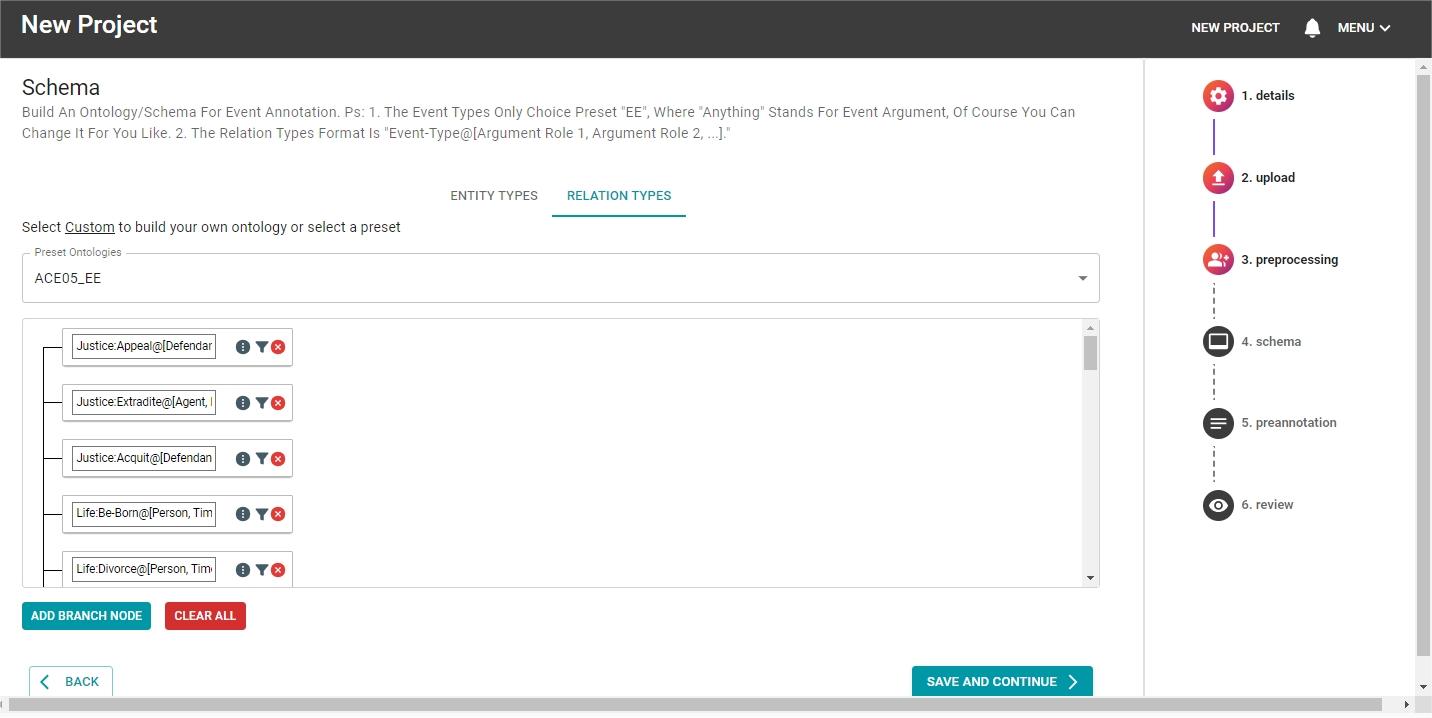 New Project
NEW PROJECT
MENU
Schema
Build An Ontology/Schema For Event Annotation. Ps: 1. The Event Types Only Choice Preset "EE", Where "Anything" Stands For Event Argument, Of Course You Can
Change It For You Like. 2. The Relation Types Format Is "Event-Type@[Argument Role 1, Argument Role 2, ...]."
ENTITY TYPES
RELATION TYPES
Select Custom to build your own ontology or select a preset
Preset Ontologies
ACE05_EE
Justice:Appeal@[Defendar
Justice:Extradite@[Agent,
Justice:Acquit@[Defendan
Life:Be-Born@[Person, Tim
Life:Divorce@[Person, Tim
ADD BRANCH NODE
CLEAR ALL
BACK
SAVE AND CONTINUE
1. details
2. upload
3. preprocessing
4. schema
5. preannotation
6. review